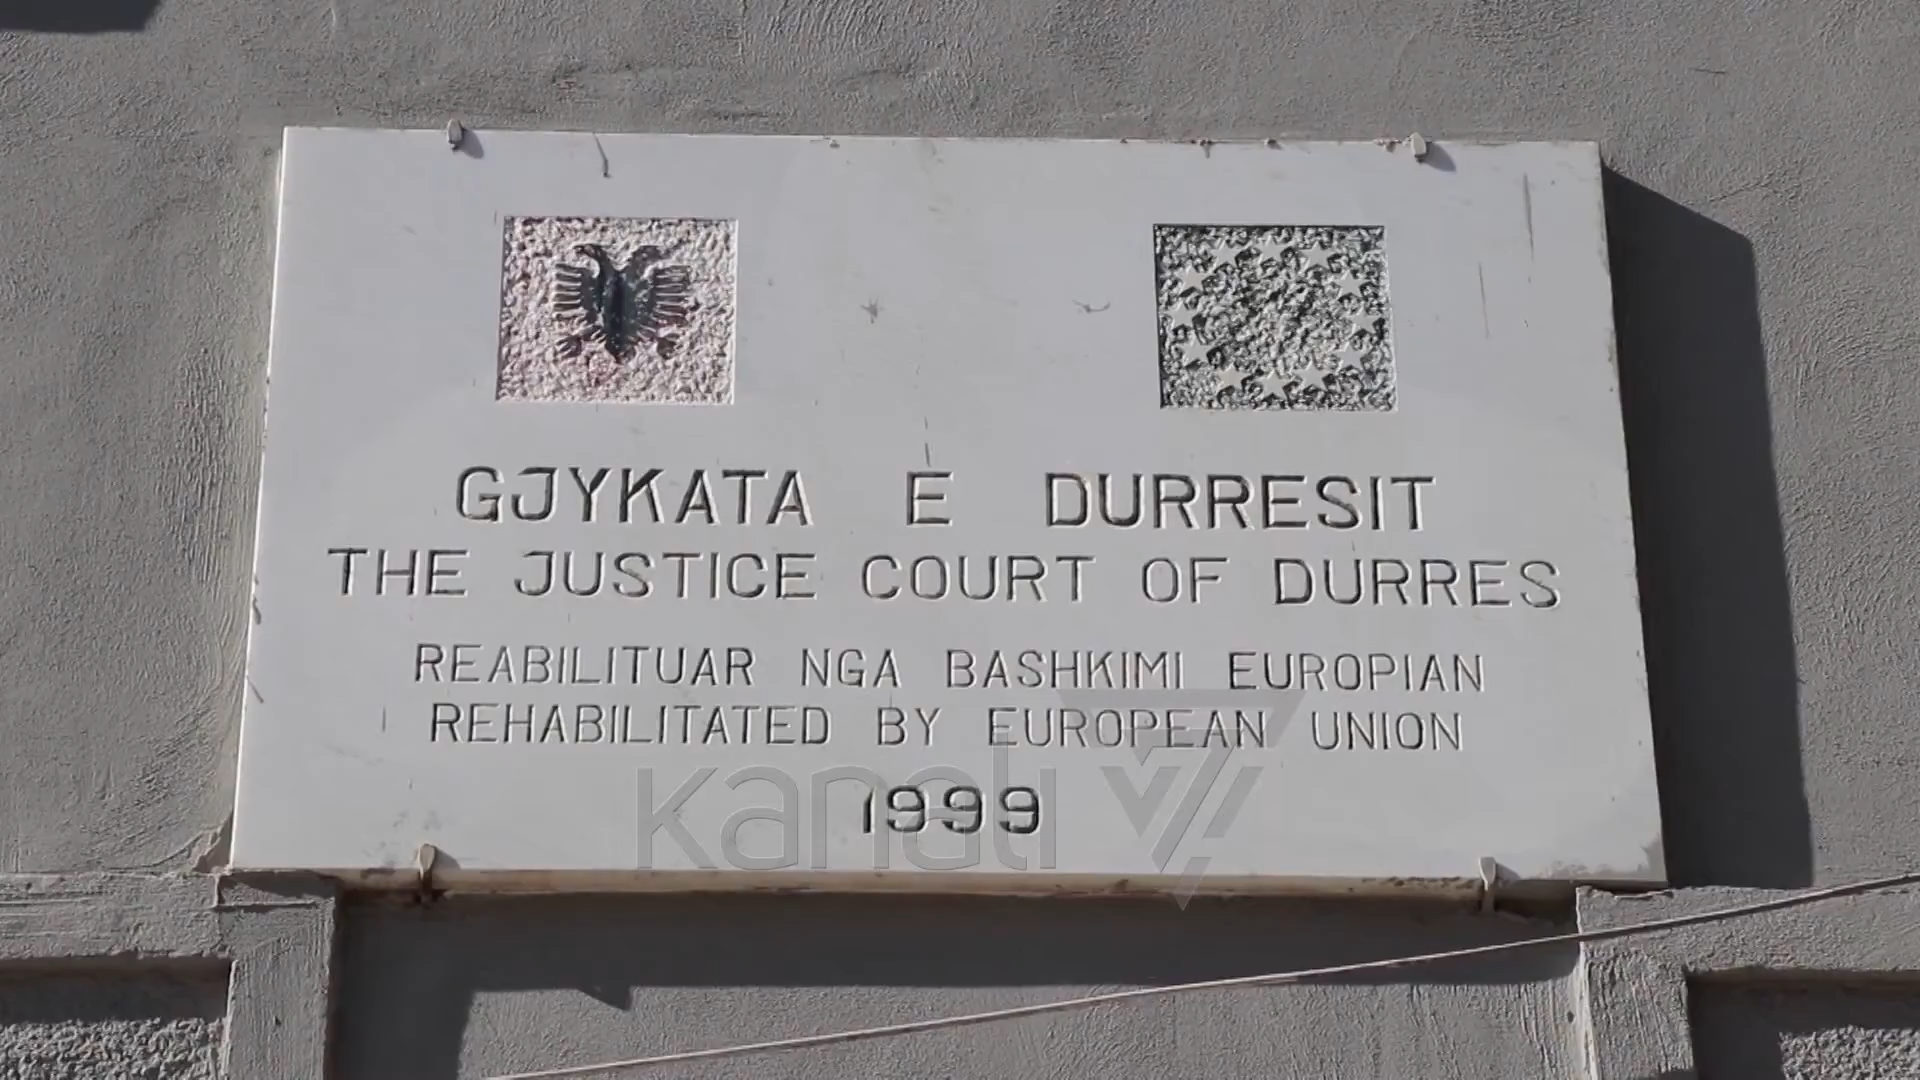 GJYKATA E DURRESIT
THE JUSTICE COURT OF DURRES
REABILITUAR NGA BASHKIMI EUROPIAN
REHABILITATED BY EUROPEAN UNION
1999
kanali 7